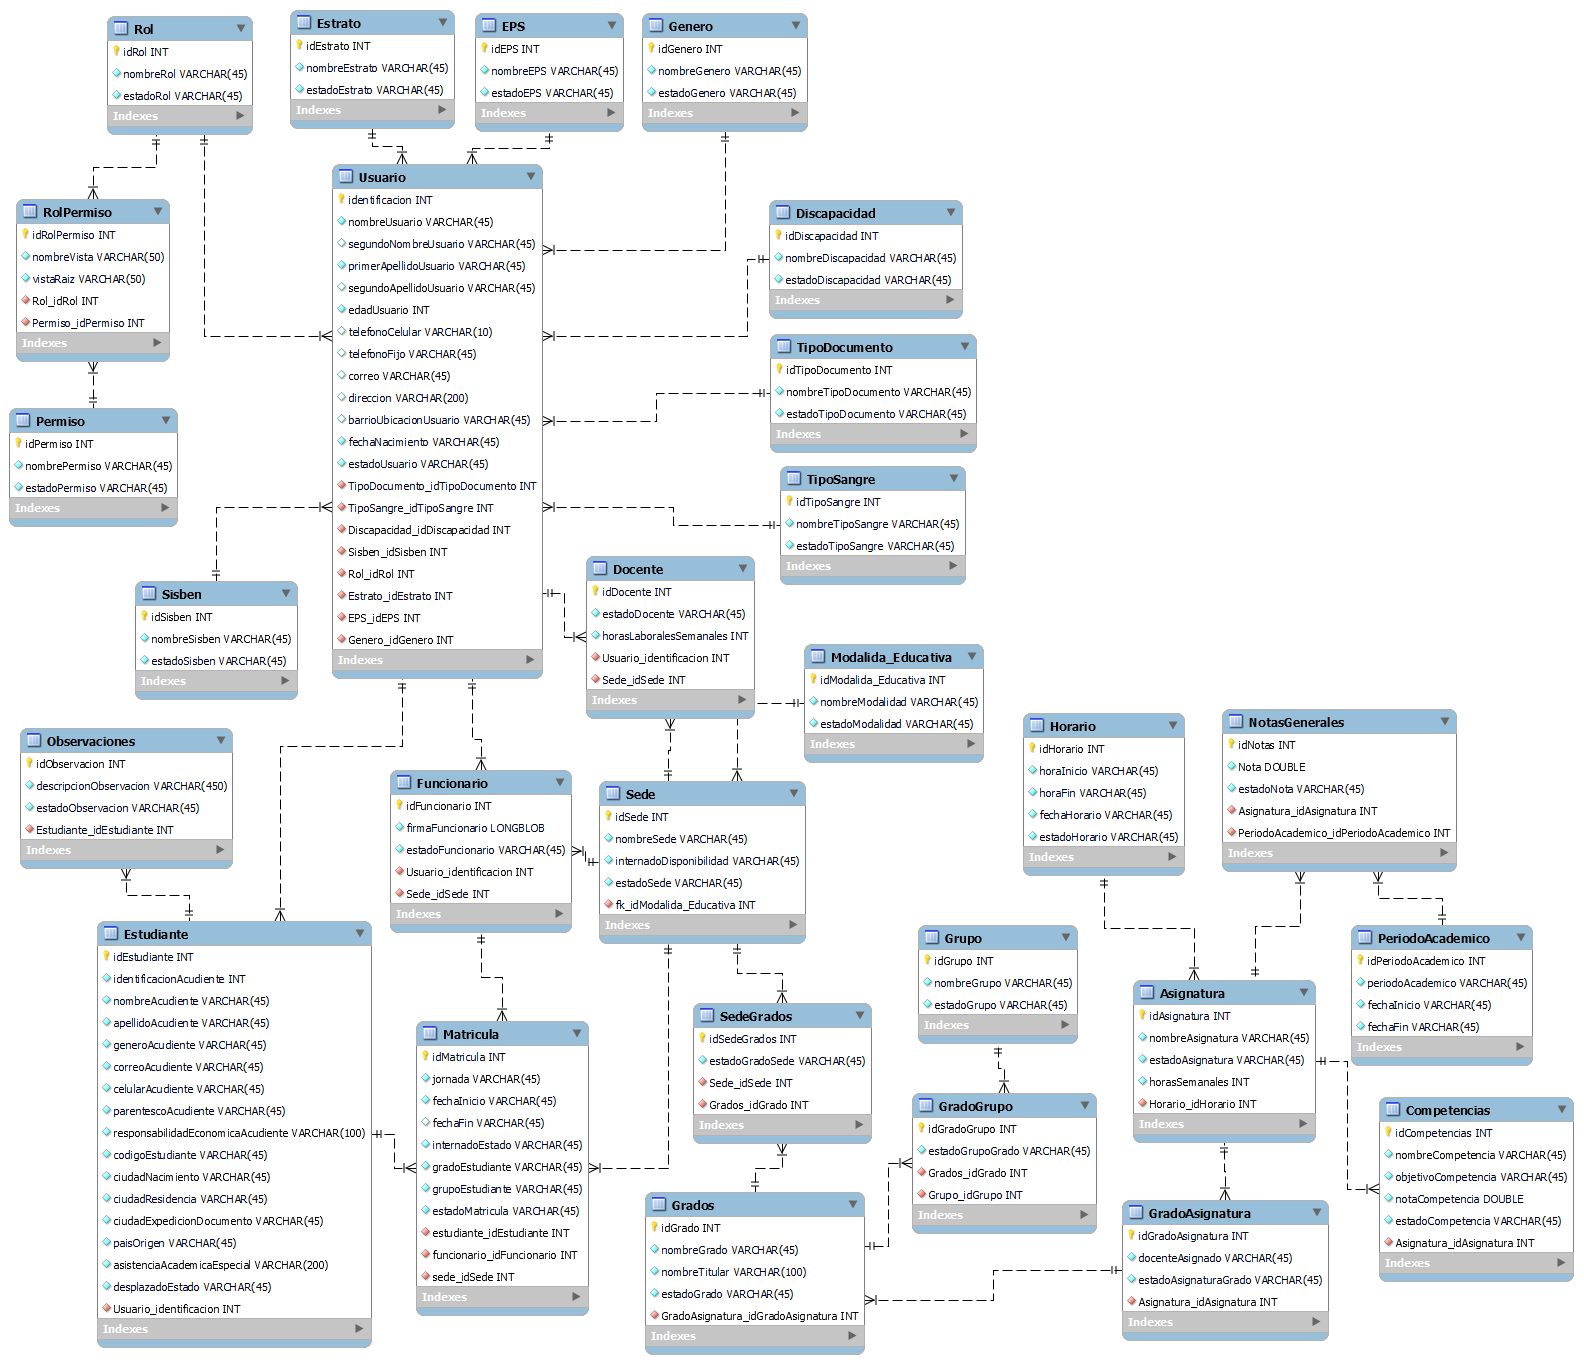 Rol
idRol INT
nombreRol VARCHAR(45)
estadoRol VARCHAR(45)
Indexes
Estrato
idEstrato INT
nombreEstrato VARCHAR(45)
estadoEstrato VARCHAR(45)
Indexes
EPS
idEPS INT
nombreEPS VARCHAR(45)
estadoEPS VARCHAR(45)
Indexes
Genero
idGenero INT
nombreGenero VARCHAR(45)
estadoGenero VARCHAR(45)
Indexes
RolPermiso
idRolPermiso INT
nombreVista VARCHAR(50)
vistaRaiz VARCHAR(50)
Rol_idRol INT
Permiso_idPermiso INT
Indexes
Usuario
identificacion INT
nombreUsuario VARCHAR(45)
segundoNombreUsuario VARCHAR(45)
primerApellidoUsuario VARCHAR(45)
segundoApellidoUsuario VARCHAR(45)
edadUsuario INT
telefonoCelular VARCHAR(10)
telefonoFijo VARCHAR(45)
correo VARCHAR(45)
direccion VARCHAR(200)
barrioUbicacionUsuario VARCHAR(45)
fechaNacimiento VARCHAR(45)
estadoUsuario VARCHAR(45)
TipoDocumento_idTipoDocumento INT
TipoSangre_idTipoSangre INT
Discapacidad_idDiscapacidad INT
Sisben_idSisben INT
Rol_idRol INT
Estrato_idEstrato INT
EPS_idEPS INT
Genero_idGenero INT
Indexes
Discapacidad
idDiscapacidad INT
nombreDiscapacidad VARCHAR(45)
estadoDiscapacidad VARCHAR(45)
Indexes
TipoDocumento
idTipoDocumento INT
nombreTipoDocumento VARCHAR(45)
estadoTipoDocumento VARCHAR(45)
Indexes
Permiso
idPermiso INT
nombrePermiso VARCHAR(45)
estadoPermiso VARCHAR(45)
Indexes
TipoSangre
idTipoSangre INT
nombreTipoSangre VARCHAR(45)
estadoTipoSangre VARCHAR(45)
Indexes
Sisben
idSisben INT
nombreSisben VARCHAR(45)
estadoSisben VARCHAR(45)
Indexes
Docente
idDocente INT
estadoDocente VARCHAR(45)
horasLaboralesSemanales INT
Usuario_identificacion INT
Sede_idSede INT
Indexes
Modalida_Educativa
idModalida_Educativa INT
nombreModalidad VARCHAR(45)
estadoModalidad VARCHAR(45)
Indexes
Observaciones
idObservacion INT
descripcionObservacion VARCHAR(450)
estadoObservacion VARCHAR(45)
Estudiante_idEstudiante INT
Indexes
Funcionario
idFuncionario INT
firmaFuncionario LONGBLOB
estadoFuncionario VARCHAR(45)
Usuario_identificacion INT
Sede_idSede INT
Indexes
Sede
idSede INT
nombreSede VARCHAR(45)
internadoDisponibilidad VARCHAR(45)
estadoSede VARCHAR(45)
fk_idModalida_Educativa INT
Indexes
Horario
idHorario INT
horaInicio VARCHAR(45)
horaFin VARCHAR(45)
fechaHorario VARCHAR(45)
estadoHorario VARCHAR(45)
Indexes
NotasGenerales
idNotas INT
Nota DOUBLE
estadoNota VARCHAR(45)
Asignatura_idAsignatura INT
PeriodoAcademico_idPeriodoAcademico INT
Indexes
Estudiante
idEstudiante INT
identificacionAcudiente INT
nombreAcudiente VARCHAR(45)
apellidoAcudiente VARCHAR(45)
generoAcudiente VARCHAR(45)
correoAcudiente VARCHAR(45)
celularAcudiente VARCHAR(45)
parentescoAcudiente VARCHAR(45)
responsabilidadEconomicaAcudiente VARCHAR(100)
codigoEstudiante VARCHAR(45)
ciudadNacimiento VARCHAR(45)
ciudadResidencia VARCHAR(45)
ciudadExpedicionDocumento VARCHAR(45)
paisOrigen VARCHAR(45)
asistenciaAcademicaEspecial VARCHAR(200)
desplazadoEstado VARCHAR(45)
Usuario_identificacion INT
Indexes
Matricula
idMatricula INT
jornada VARCHAR(45)
fechaInicio VARCHAR(45)
fechaFin VARCHAR(45)
internadoEstado VARCHAR(45)
gradoEstudiante VARCHAR(45)
grupoEstudiante VARCHAR(45)
estadoMatricula VARCHAR(45)
estudiante_idEstudiante INT
funcionario_idFuncionario INT
sede_idSede INT
Indexes
SedeGrados
idSedeGrados INT
estadoGradoSede VARCHAR(45)
Sede_idSede INT
Grados_idGrado INT
Indexes
Grupo
idGrupo INT
nombreGrupo VARCHAR(45)
estadoGrupo VARCHAR(45)
Indexes
GradoGrupo
idGradoGrupo INT
estadoGrupoGrado VARCHAR(45)
Grados_idGrado INT
Grupo_idGrupo INT
Indexes
Asignatura
idAsignatura INT
nombreAsignatura VARCHAR(45)
estadoAsignatura VARCHAR(45)
horasSemanales INT
Horario_idHorario INT
Indexes
PeriodoAcademico
idPeriodoAcademico INT
periodoAcademico VARCHAR(45)
fechaInicio VARCHAR(45)
fechaFin VARCHAR(45)
Indexes
Competencias
idCompetencias INT
nombreCompetencia VARCHAR(45)
objetivoCompetencia VARCHAR(45)
notaCompetencia DOUBLE
estadoCompetencia VARCHAR(45)
Asignatura_idAsignatura INT
Indexes
Grados
idGrado INT
nombreGrado VARCHAR(45)
nombreTitular VARCHAR(100)
estadoGrado VARCHAR(45)
GradoAsignatura_idGradoAsignatura INT
Indexes
GradoAsignatura
idGradoAsignatura INT
docenteAsignado VARCHAR(45)
estadoAsignaturaGrado VARCHAR(45)
Asignatura_idAsignatura INT
Indexes